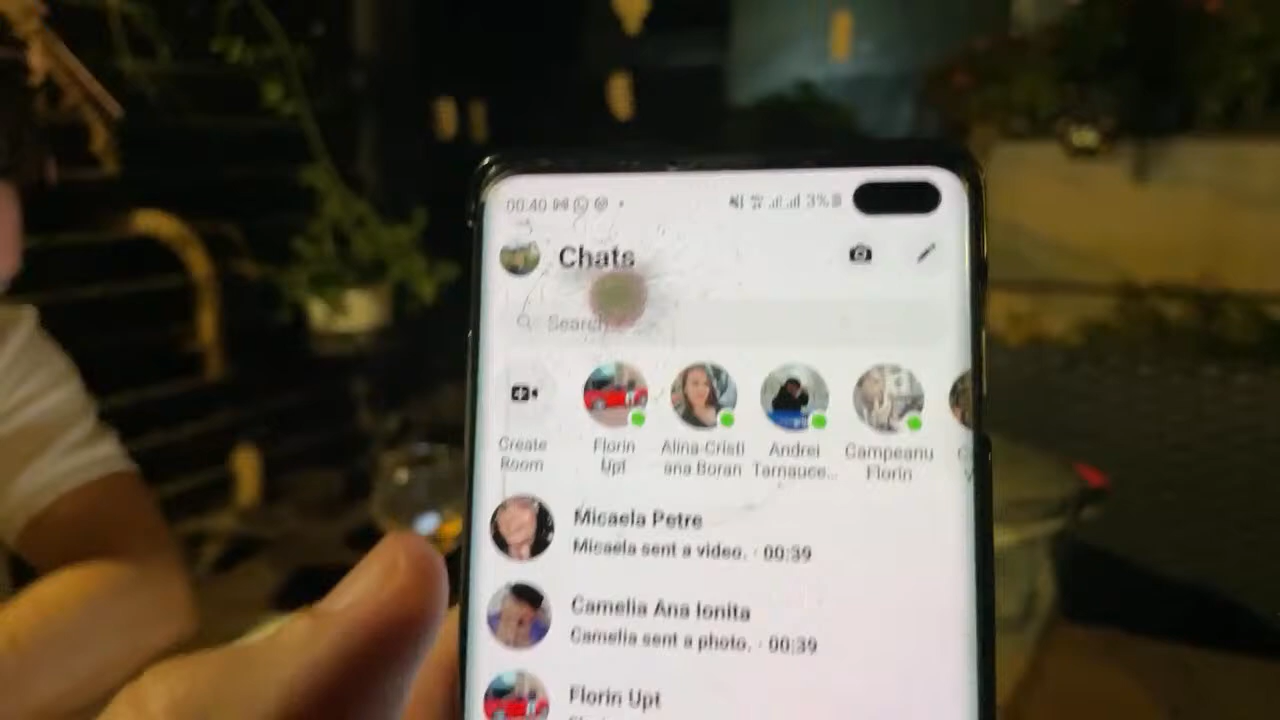 00:40
3%
Chats
Search
Create
Room
Florin
Upt
Alina-Cristi
ana Boran
Andrei
Tarnauce...
Campeanu
Florin
Micaela Petre
Micaela sent a video. · 00:39
Camelia Ana Ionita
Camelia sent a photo. · 00:39
Florin Upt